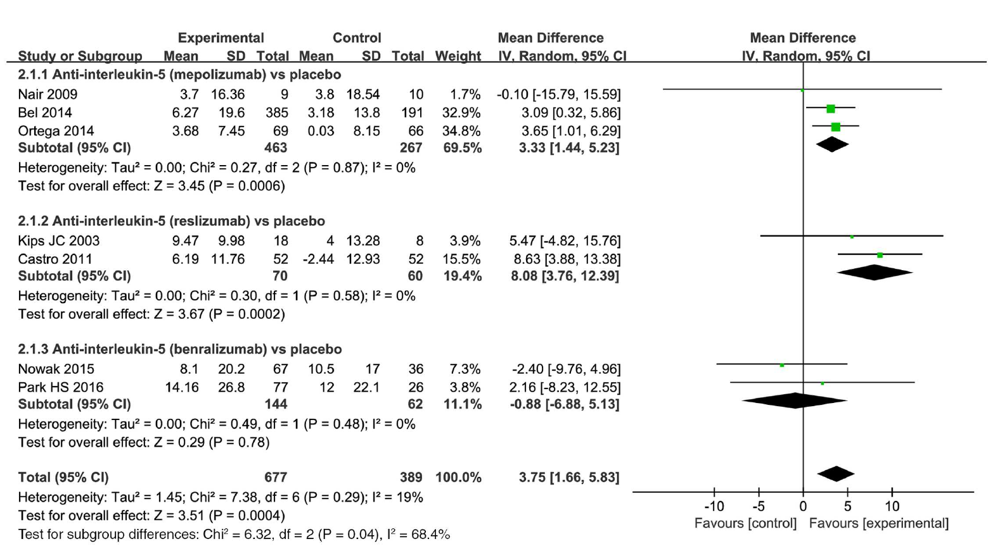 Experimental Control Mean Difference Mean Difference
Study or Subgroup Mean SD Total Mean SD Total Weight IV, Random, 95% CI IV, Random, 95% CI
2.1.1 Anti-interleukin-5 (mepolizumab) vs placebo
Nair 2009 3.7 16.36 9 3.8 18.54 10 1.7% -0.10 [-15.79, 15.59]
Bel 2014 6.27 19.6 385 3.18 13.8 191 32.9% 3.09 [0.32, 5.86]
Ortega 2014 3.68 7.45 69 0.03 8.15 66 34.8% 3.65 [1.01, 6.29]
Subtotal (95% CI) 463 267 69.5% 3.33 [1.44, 5.23]
Heterogeneity: Tau² = 0.00; Chi² = 0.27, df = 2 (P = 0.87); I² = 0%
Test for overall effect: Z = 3.45 (P = 0.0006)
2.1.2 Anti-interleukin-5 (reslizumab) vs placebo
Kips JC 2003 9.47 9.98 18 4 13.28 8 3.9% 5.47 [-4.82, 15.76]
Castro 2011 6.19 11.76 52 -2.44 12.93 52 15.5% 8.63 [3.88, 13.38]
Subtotal (95% CI) 70 60 19.4% 8.08 [3.76, 12.39]
Heterogeneity: Tau² = 0.00; Chi² = 0.30, df = 1 (P = 0.58); I² = 0%
Test for overall effect: Z = 3.67 (P = 0.0002)
2.1.3 Anti-interleukin-5 (benralizumab) vs placebo
Nowak 2015 8.1 20.2 67 10.5 17 36 7.3% -2.40 [-9.76, 4.96]
Park HS 2016 14.16 26.8 77 12 22.1 26 3.8% 2.16 [-8.23, 12.55]
Subtotal (95% CI) 144 62 11.1% -0.88 [-6.88, 5.13]
Heterogeneity: Tau² = 0.00; Chi² = 0.49, df = 1 (P = 0.48); I² = 0%
Test for overall effect: Z = 0.29 (P = 0.78)
Total (95% CI) 677 389 100.0% 3.75 [1.66, 5.83]
Heterogeneity: Tau² = 1.45; Chi² = 7.38, df = 6 (P = 0.29); I² = 19%
Test for overall effect: Z = 3.51 (P = 0.0004)
Test for subgroup differences: Chi² = 6.32, df = 2 (P = 0.04), I² = 68.4%
-10 -5 0 5 10
Favours [control] Favours [experimental]